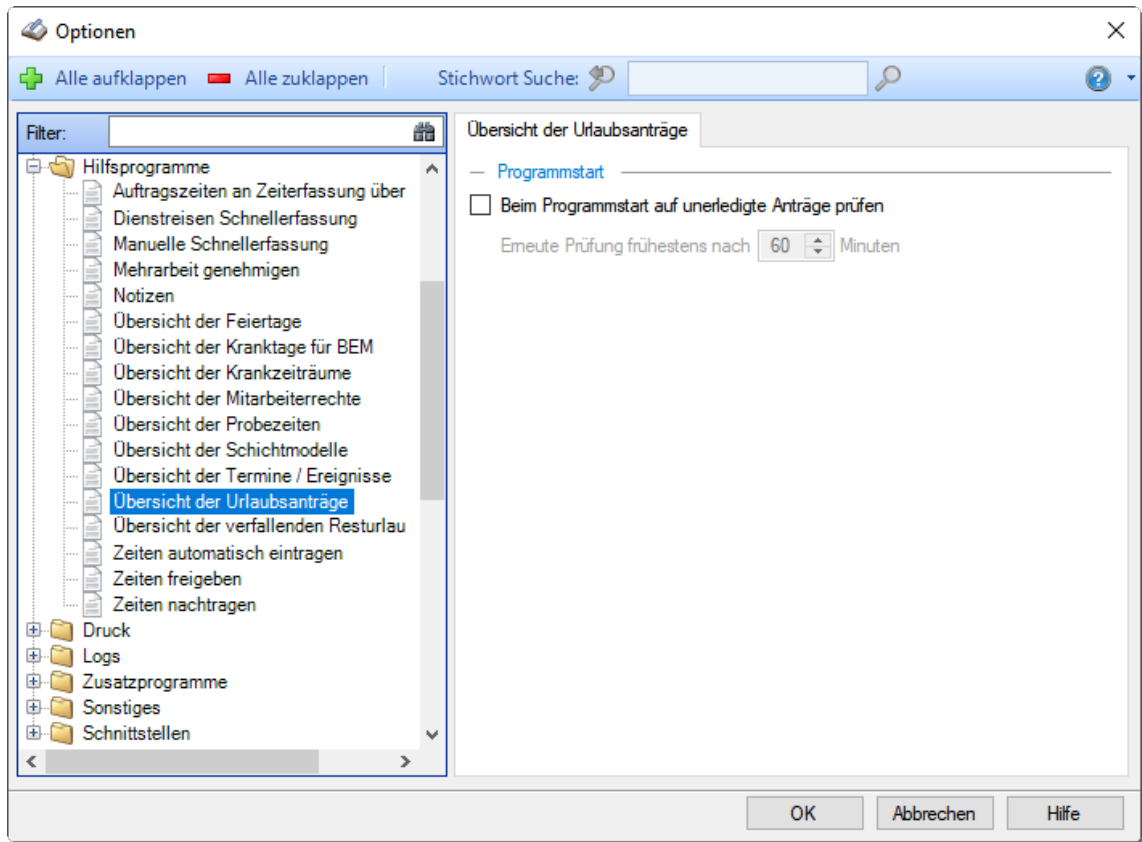 Optionen
Alle aufklappen Alle zuklappen Stichwort Suche:
Filter:
Hilfsprogramme
Auftragszeiten an Zeiterfassung über
Dienstreisen Schnellerfassung
Manuelle Schnellerfassung
Mehrarbeit genehmigen
Notizen
Übersicht der Feiertage
Übersicht der Kranktage für BEM
Übersicht der Krankzeiträume
Übersicht der Mitarbeiterrechte
Übersicht der Probezeiten
Übersicht der Schichtmodelle
Übersicht der Termine / Ereignisse
Übersicht der Urlaubsanträge
Übersicht der verfallenden Resturlau
Zeiten automatisch eintragen
Zeiten freigeben
Zeiten nachtragen
Druck
Logs
Zusatzprogramme
Sonstiges
Schnittstellen
Übersicht der Urlaubsanträge
Programmstart
Beim Programmstart auf unerledigte Anträge prüfen
Erneute Prüfung frühestens nach 60 Minuten
OK Abbrechen Hilfe